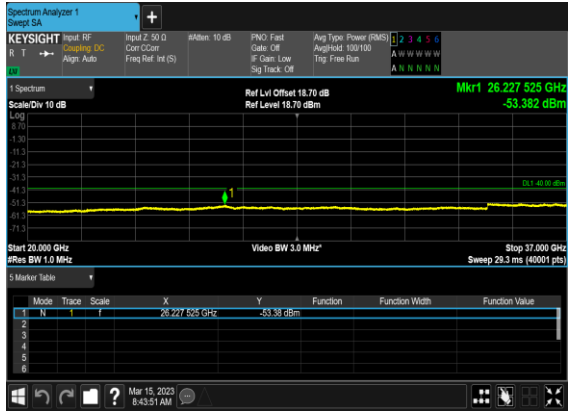 Spectrum Analyzer 1
Swept SA
+
KEYSIGHT Input: RF Input Z: 50 Ω #Atten: 10 dB PNO: Fast Avg Type: Power (RMS) 1 2 3 4 5 6
R T Coupling: DC Corr CCorr Gate: Off Avg|Hold: 100/100 A W W W W W
Align: Auto Freq Ref: Int (S) IF Gain: Low Trig: Free Run
Sig Track: Off A N N N N N
1 Spectrum Ref Lvl Offset 18.70 dB Mkr1 26.227 525 GHz
Scale/Div 10 dB Ref Level 18.70 dBm -53.382 dBm
Log
8.70
-1.30
-11.3
-21.3
-31.3
DL1 -40.00 dBm
-41.3
1
-51.3
-61.3
-71.3
Start 20.000 GHz Video BW 3.0 MHz* Stop 37.000 GHz
#Res BW 1.0 MHz Sweep 29.3 ms (40001 pts)
5 Marker Table
Mode Trace Scale X Y Function Function Width Function Value
1 N 1 f 26.227 525 GHz -53.38 dBm
2
3
4
5
6
? Mar 15, 2023
8:43:51 AM